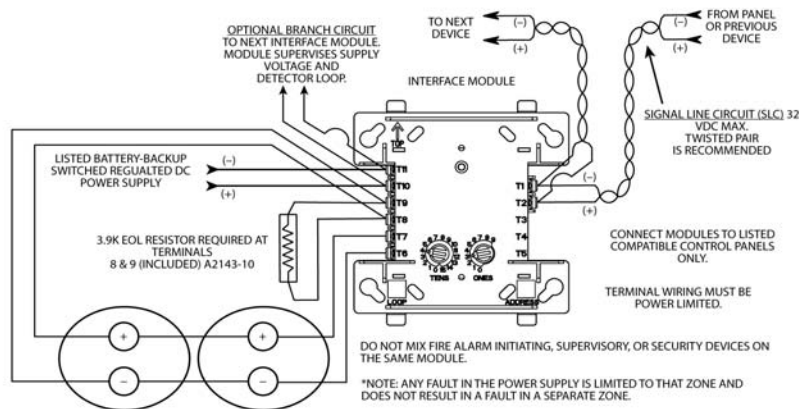 OPTIONAL BRANCH CIRCUIT
TO NEXT INTERFACE MODULE.
MODULE SUPERVISES SUPPLY
VOLTAGE AND
DETECTOR LOOP.
TO NEXT
DEVICE
(−)
(+)
(−)
(+)
FROM PANEL
OR PREVIOUS
DEVICE
INTERFACE MODULE
SIGNAL LINE CIRCUIT (SLC) 32
VDC MAX.
TWISTED PAIR
IS RECOMMENDED
TOP
LISTED BATTERY-BACKUP
SWITCHED REGUALTED DC
POWER SUPPLY
(−)
(+)
T11
T10
T9
T8
T7
T6
T1
T2
T3
T4
T5
(−)
(+)
3.9K EOL RESISTOR REQUIRED AT
TERMINALS
8 & 9 (INCLUDED) A2143-10
CONNECT MODULES TO LISTED
COMPATIBLE CONTROL PANELS
ONLY.
TENS
ONES
LOOP
ADDRESS
TERMINAL WIRING MUST BE
POWER LIMITED.
+
+
−
−
DO NOT MIX FIRE ALARM INITIATING, SUPERVISORY, OR SECURITY DEVICES ON
THE SAME MODULE.
*NOTE: ANY FAULT IN THE POWER SUPPLY IS LIMITED TO THAT ZONE AND
DOES NOT RESULT IN A FAULT IN A SEPARATE ZONE.